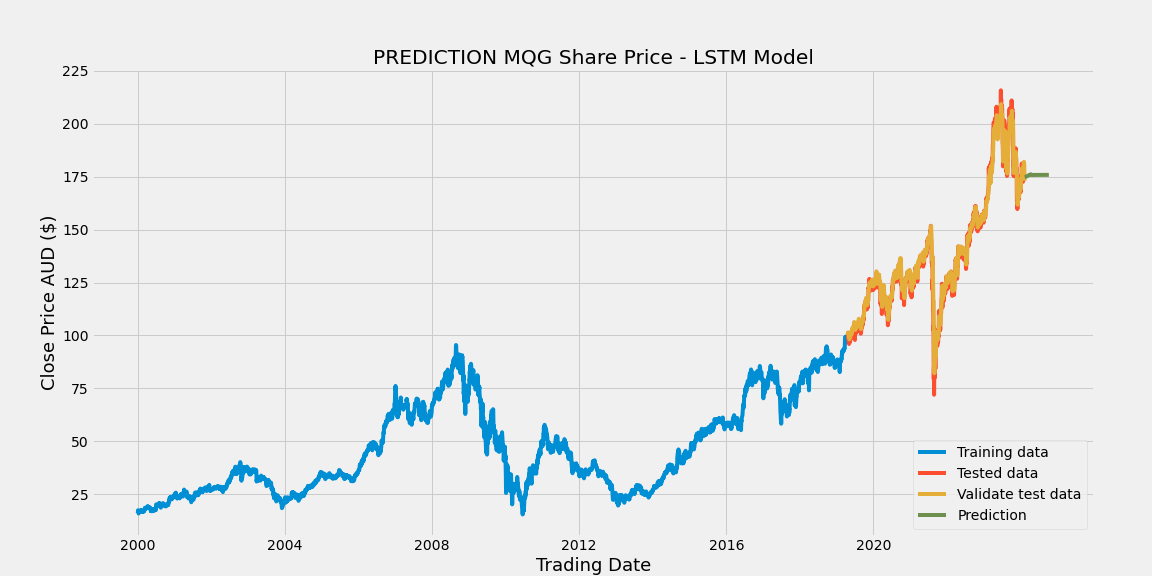 PREDICTION MQG Share Price - LSTM Model
225
200
175
150
125
100
75
50
25
Close Price AUD ($)
2000 2004 2008 2012 2016 2020
Trading Date
Training data
Tested data
Validate test data
Prediction